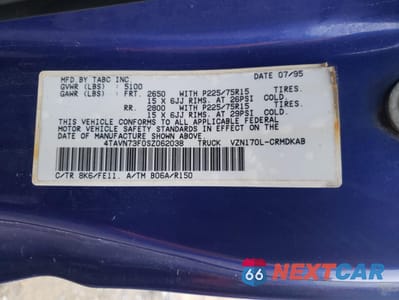 MFD. BY TABC INC. DATE 07/95
GVWR (LBS) : 5100
GAWR (LBS) : FRT. 2650 WITH P225/75R15 TIRES.
15 X 6JJ RIMS. AT 26PSI COLD.
RR. 2800 WITH P225/75R15 TIRES.
15 X 6JJ RIMS. AT 29PSI COLD.
THIS VEHICLE CONFORMS TO ALL APPLICABLE FEDERAL
MOTOR VEHICLE SAFETY STANDARDS IN EFFECT ON THE
DATE OF MANUFACTURE SHOWN ABOVE.
4TAVN73F0SZ062038 TRUCK VZN170L-CRMDKAB
C/TR 8K6/FE11. A/TM B06A/R150
66 NEXTCAR